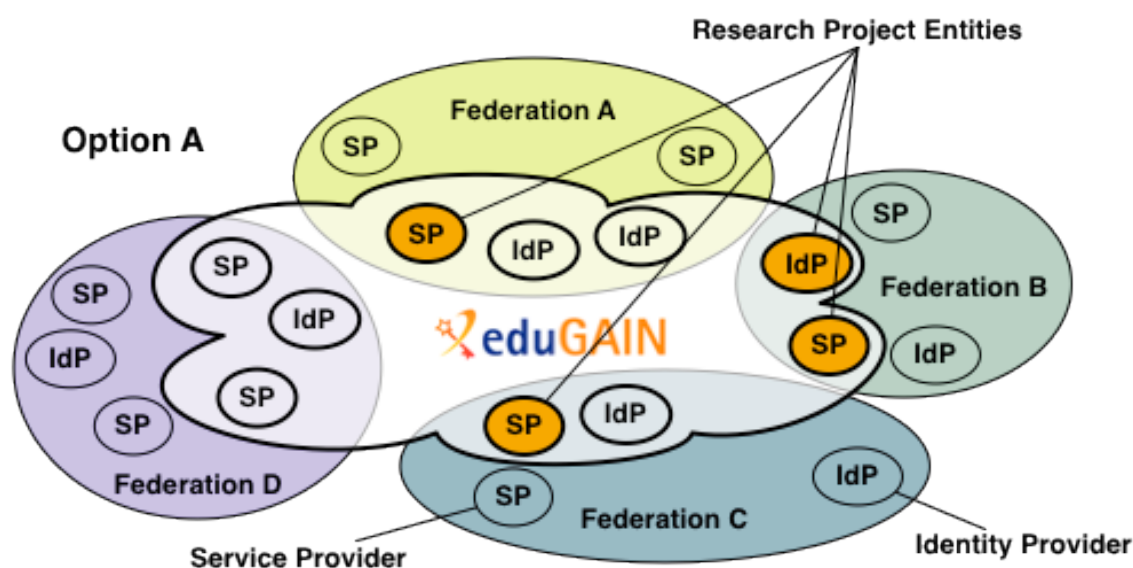 Research Project Entities
Option A
Federation A
SP
SP
SP
IdP
IdP
SP
IdP
Federation B
SP
IdP
SP
IdP
SP
SP
IdP
SP
IdP
SP
Federation D
eduGAIN
SP
IdP
SP
IdP
Federation C
Service Provider
Identity Provider